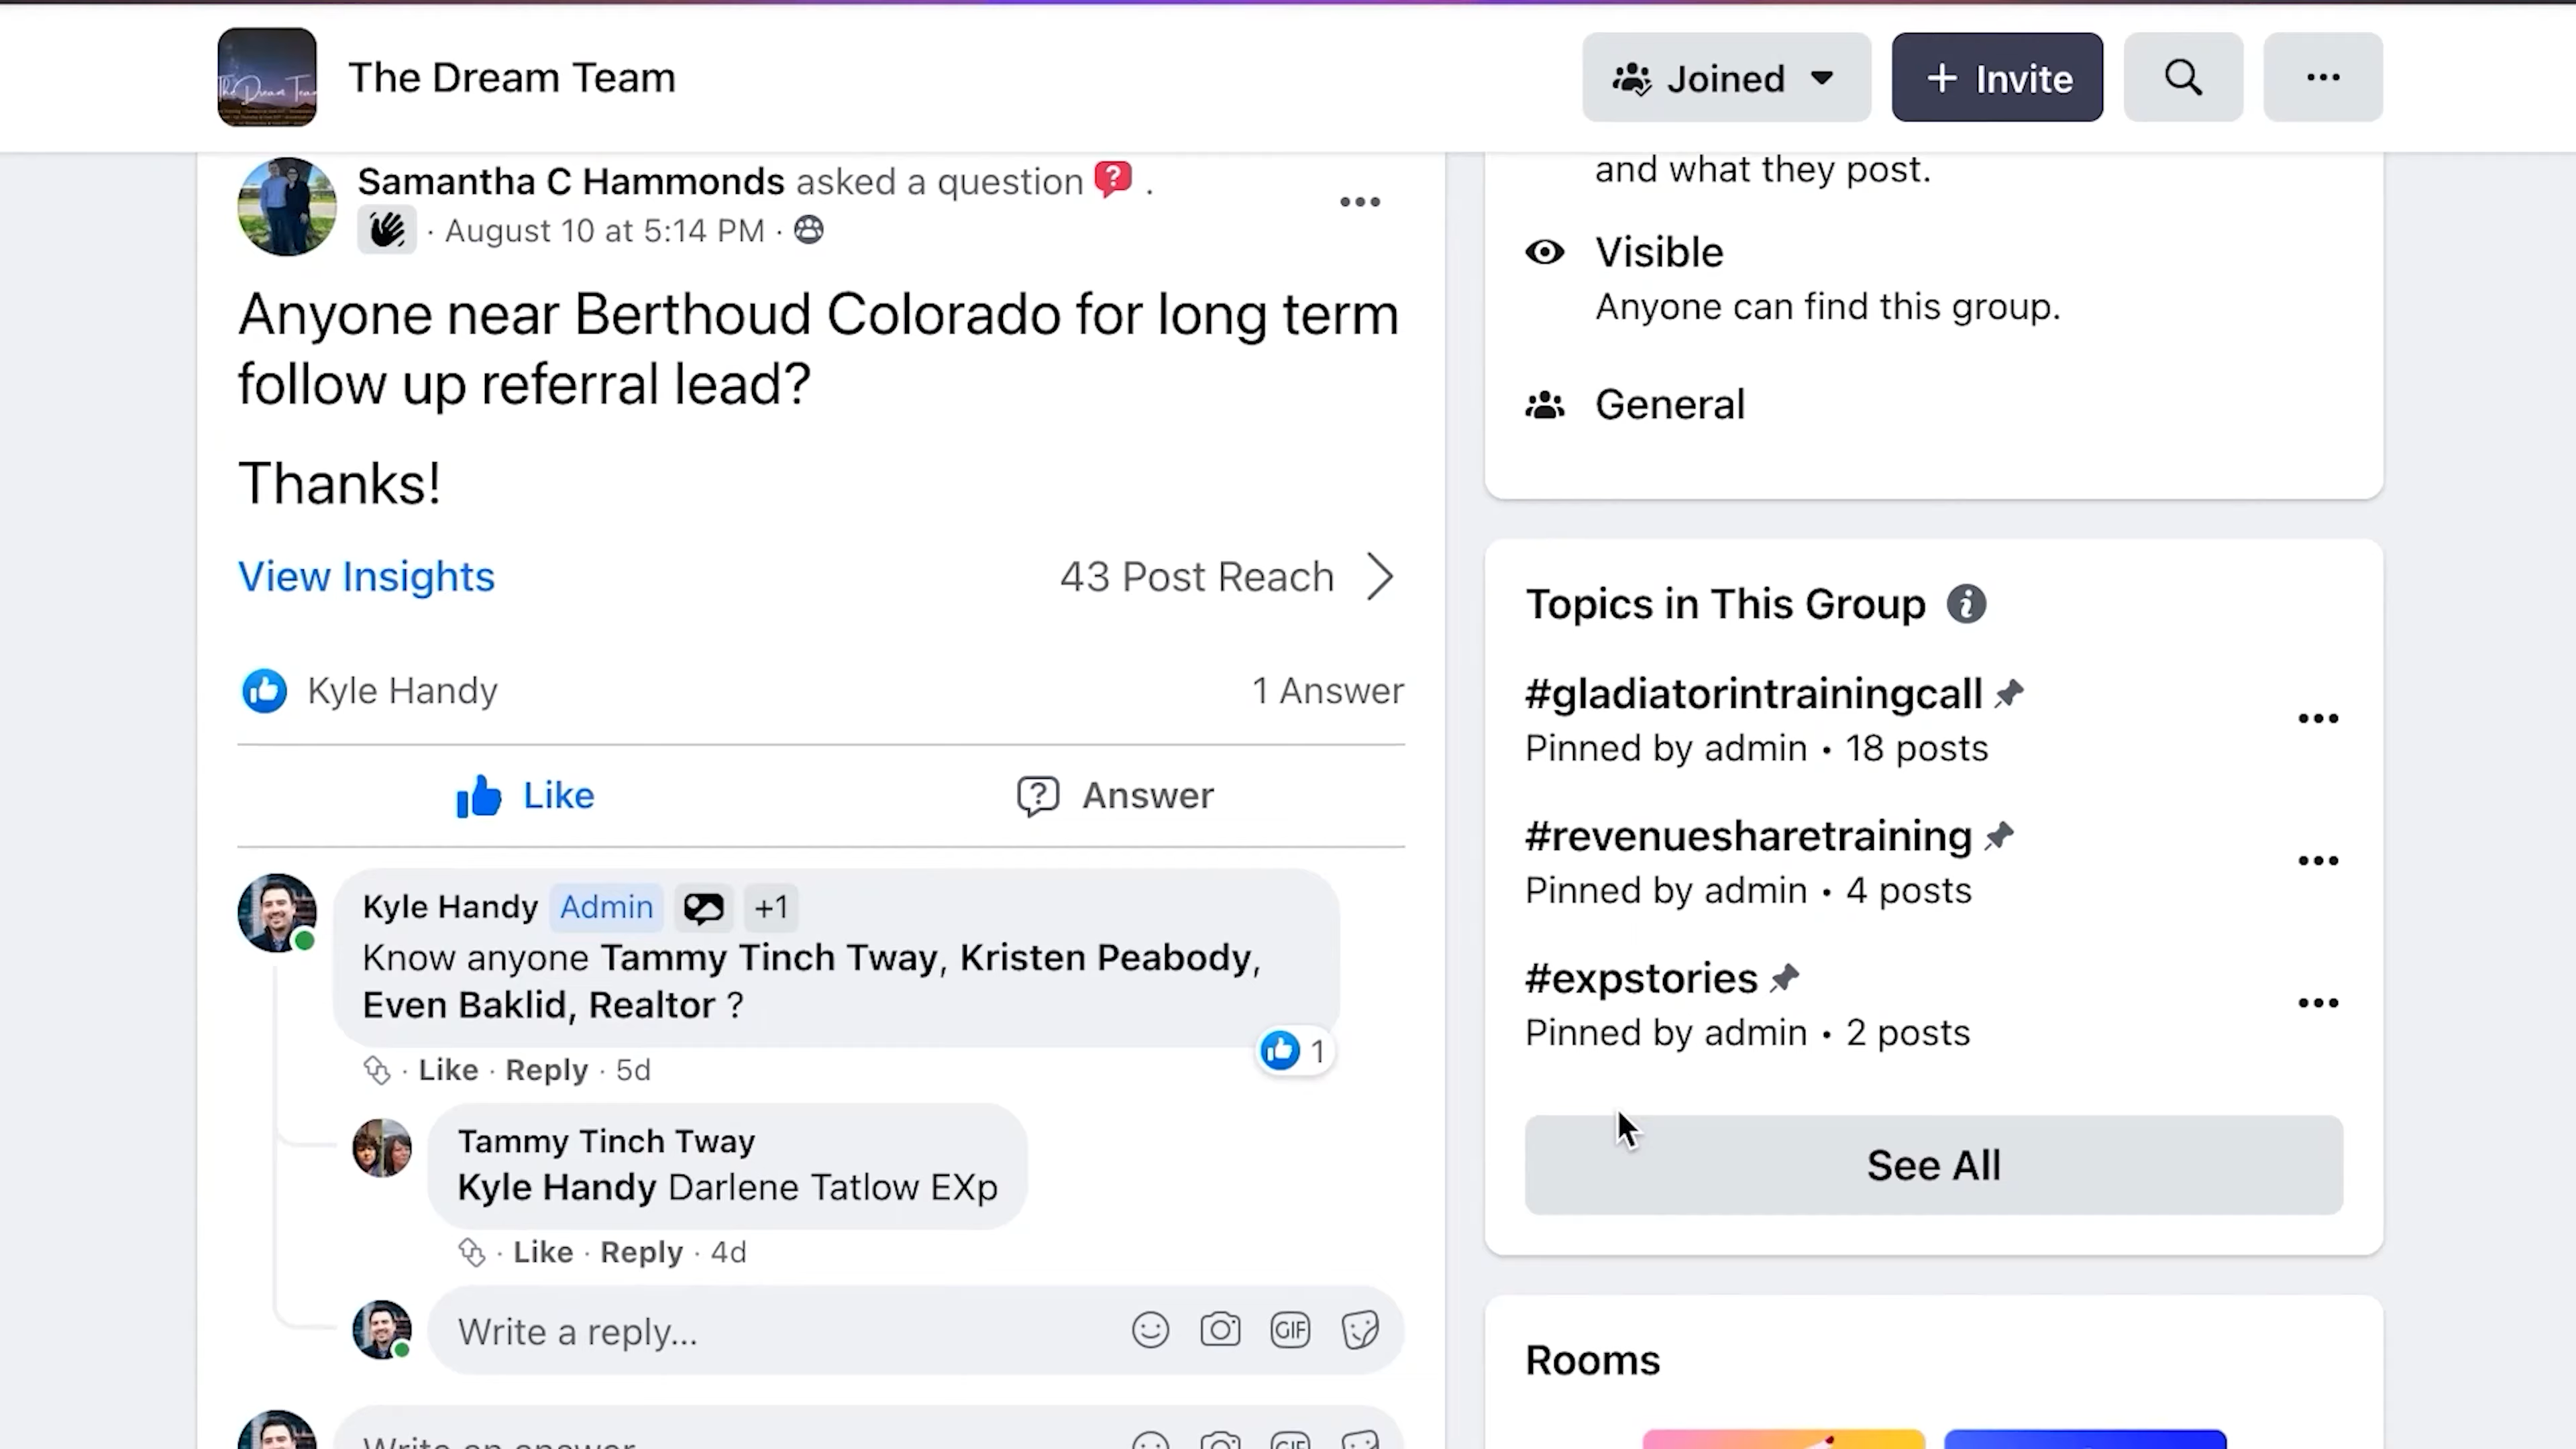 The Dream Team
Joined
+ Invite
Samantha C Hammonds asked a question .
· August 10 at 5:14 PM ·
Anyone near Berthoud Colorado for long term
follow up referral lead?
Thanks!
View Insights
43 Post Reach
Kyle Handy
1 Answer
Like
Answer
Kyle Handy Admin +1
Know anyone Tammy Tinch Tway, Kristen Peabody,
Even Baklid, Realtor ?
1
· Like · Reply · 5d
Tammy Tinch Tway
Kyle Handy Darlene Tatlow EXp
· Like · Reply · 4d
Write a reply...
GIF
Write an answer
GIF
and what they post.
Visible
Anyone can find this group.
General
Topics in This Group
#gladiatorintrainingcall
Pinned by admin • 18 posts
#revenuesharetraining
Pinned by admin • 4 posts
#expstories
Pinned by admin • 2 posts
See All
Rooms